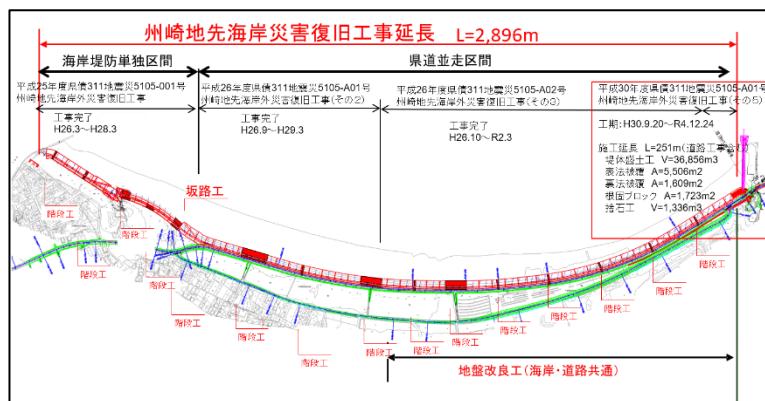 州崎地先海岸災害復旧工事延長 L=2,896m
海岸堤防単独区間
県道並走区間
平成25年度県債311地震災5105-001号
州崎地先海岸外災害復旧工事
工事完了
H26.3～H28.3
平成26年度県債311地震災5105-A01号
州崎地先海岸外災害復旧工事(その2)
工事完了
H26.9～H29.3
平成26年度県債311地震災5105-A02号
州崎地先海岸外災害復旧工事(その3)
工事完了
H26.10～R2.3
平成30年度県債311地震災5105-A01号
州崎地先海岸外災害復旧工事(その5)
工期:H30.9.20～R4.12.24
施工延長 L=251m(道路工事含む)
堤体盛土工 V=36,856m3
表法被覆 A=5,506m2
裏法被覆 A=1,609m2
根固ブロック A=1,723m2
捨石工 V=1,336m3
坂路工
階段工
階段工
階段工
階段工
階段工
階段工
階段工
階段工
階段工
階段工
階段工
階段工
階段工
地盤改良工(海岸・道路共通)